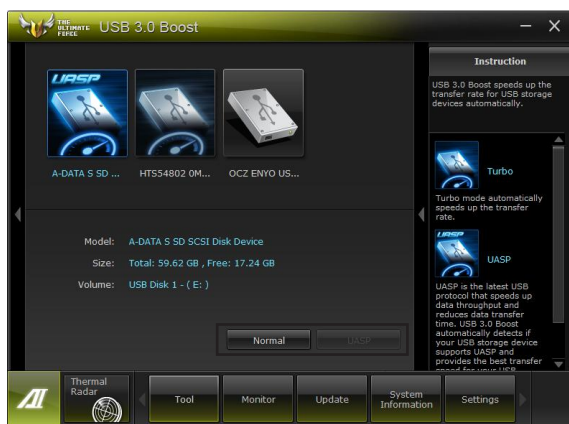 THE
ULTIMATE
FORCE
USB 3.0 Boost
Instruction
USB 3.0 Boost speeds up the
transfer rate for USB storage
devices automatically.
UASP
A-DATA S SD ...
HTS54802 0M...
OCZ ENYO US...
Turbo
Turbo mode automatically
speeds up the transfer
rate.
UASP
UASP
UASP is the latest USB
protocol that speeds up
data throughput and
reduces data transfer
time. USB 3.0 Boost
automatically detects if
your USB storage device
supports UASP and
provides the best transfer
speed for your USB
Model: A-DATA S SD SCSI Disk Device
Size: Total: 59.62 GB , Free: 17.24 GB
Volume: USB Disk 1 - ( E: )
Normal
UASP
AI
Thermal
Radar
Tool
Monitor
Update
System
Information
Settings